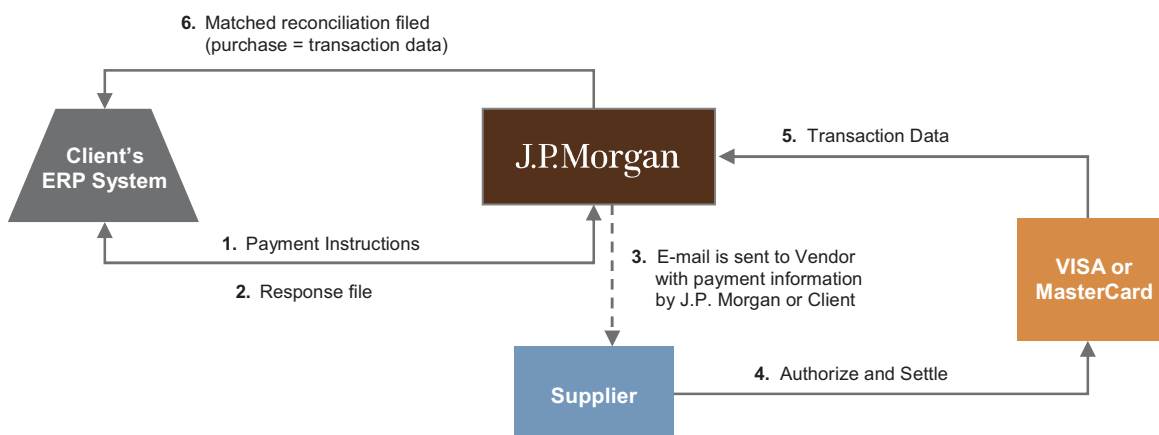 6. Matched reconciliation filed
(purchase = transaction data)
Client's
ERP System
J.P.Morgan
5. Transaction Data
1. Payment Instructions
2. Response file
3. E-mail is sent to Vendor
with payment information
by J.P. Morgan or Client
VISA or
MasterCard
Supplier
4. Authorize and Settle